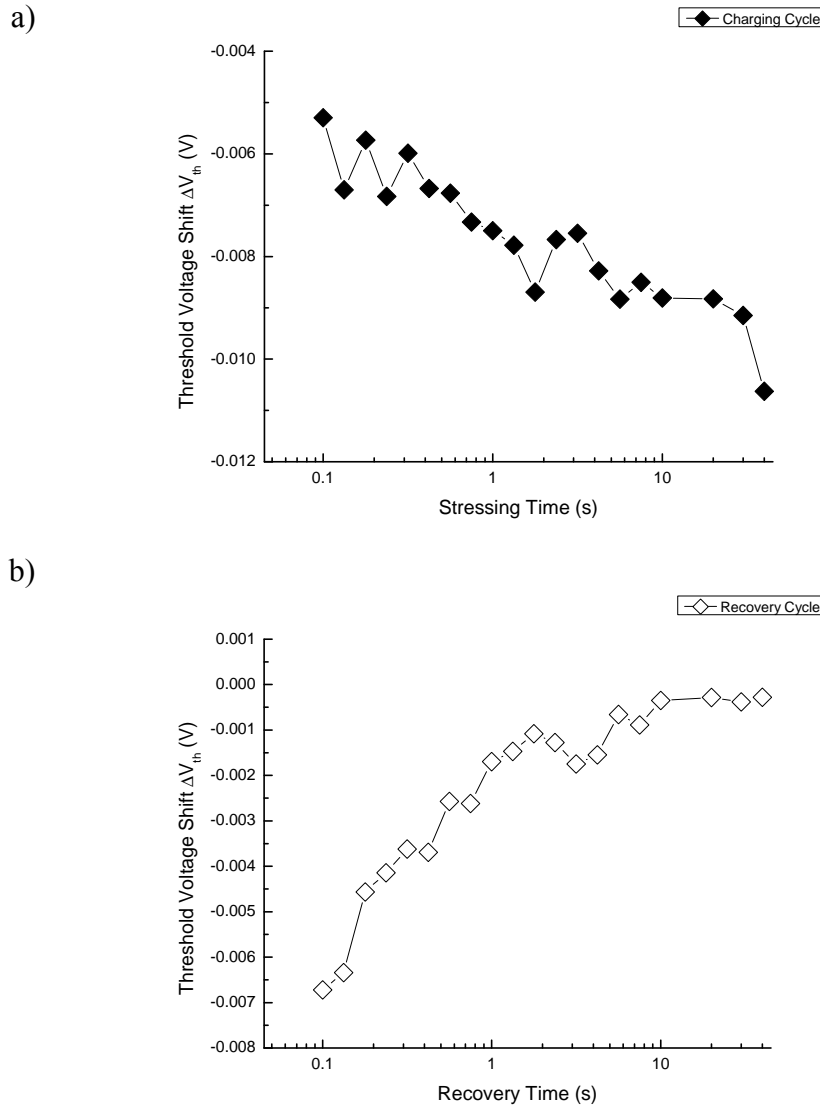 a)
Charging Cycle
-0.004
-0.006
-0.008
-0.010
-0.012
Threshold Voltage Shift ΔVth (V)
0.1 1 10
Stressing Time (s)
b)
Recovery Cycle
0.001
0.000
-0.001
-0.002
-0.003
-0.004
-0.005
-0.006
-0.007
-0.008
Threshold Voltage Shift ΔVth (V)
0.1 1 10
Recovery Time (s)